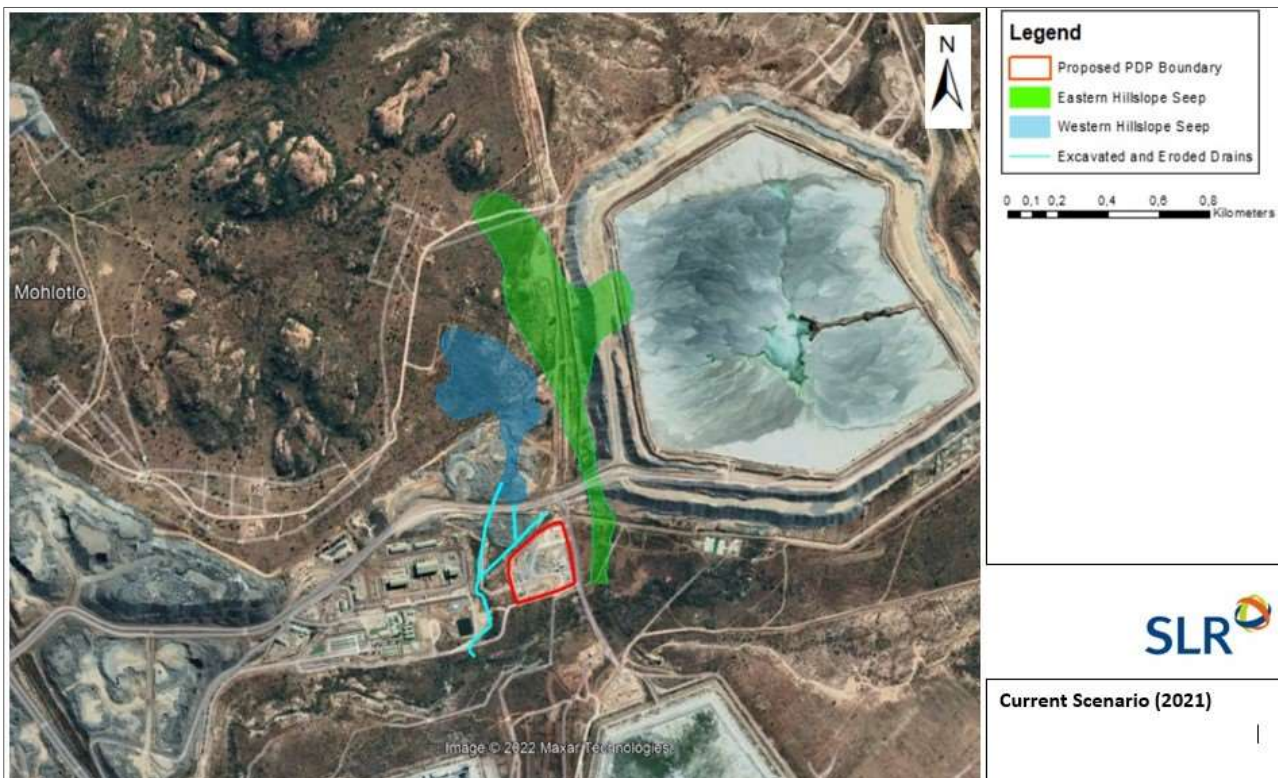 Mohlotlo
Image © 2022 Maxar Technologies
N
Legend
Proposed PDP Boundary
Eastern Hillslope Seep
Western Hillslope Seep
Excavated and Eroded Drains
0 0,1 0,2 0,4 0,6 0,8
Kilometers
SLR
Current Scenario (2021)